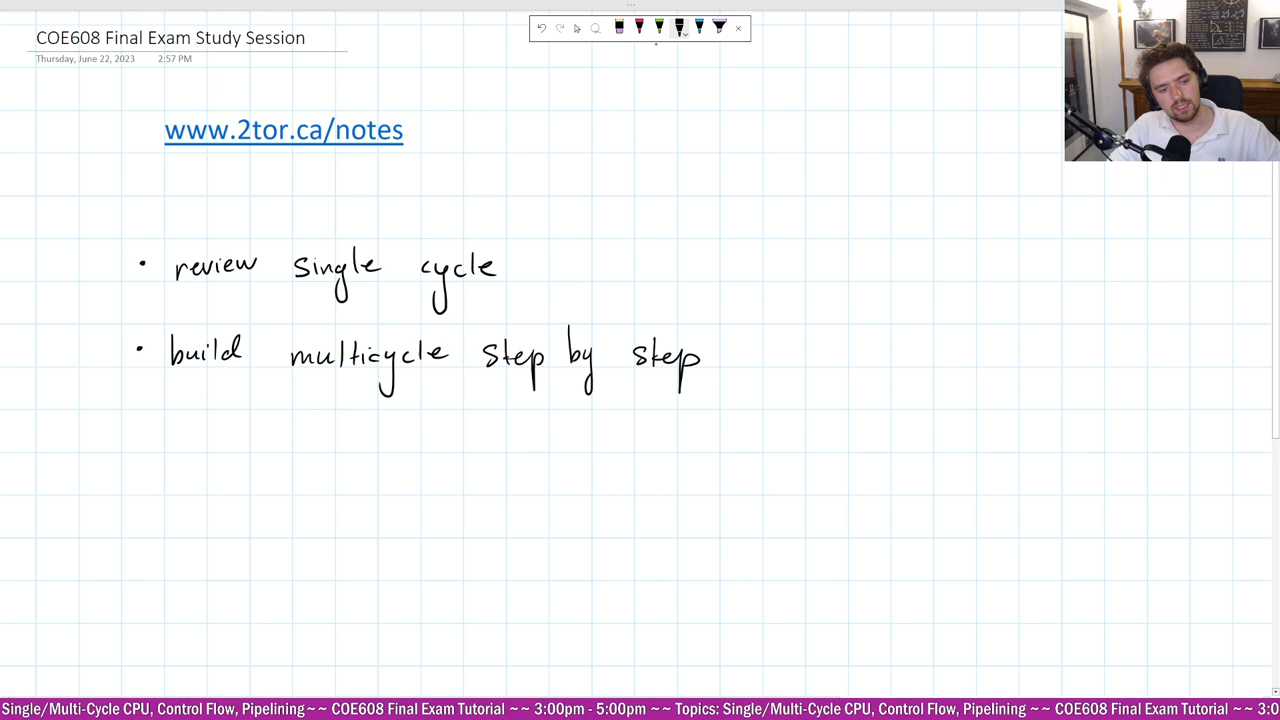 COE608 Final Exam Study Session
Thursday, June 22, 2023 2:57 PM
www.2tor.ca/notes
• review single cycle
• build multicycle step by step
Single/Multi-Cycle CPU, Control Flow, Pipelining ~~ COE608 Final Exam Tutorial ~~ 3:00pm - 5:00pm ~~ Topics: Single/Multi-Cycle CPU, Control Flow, Pipelining ~~ COE608 Final Exam Tutorial ~~ 3:0